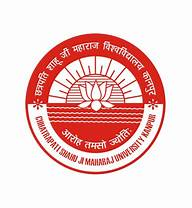 छत्रपति शाहू जी महाराज विश्वविद्यालय कानपुर
आरोह तमसो ज्योतिः
CHHATRAPATI SHAHU JI MAHARAJ UNIVERSITY KANPUR